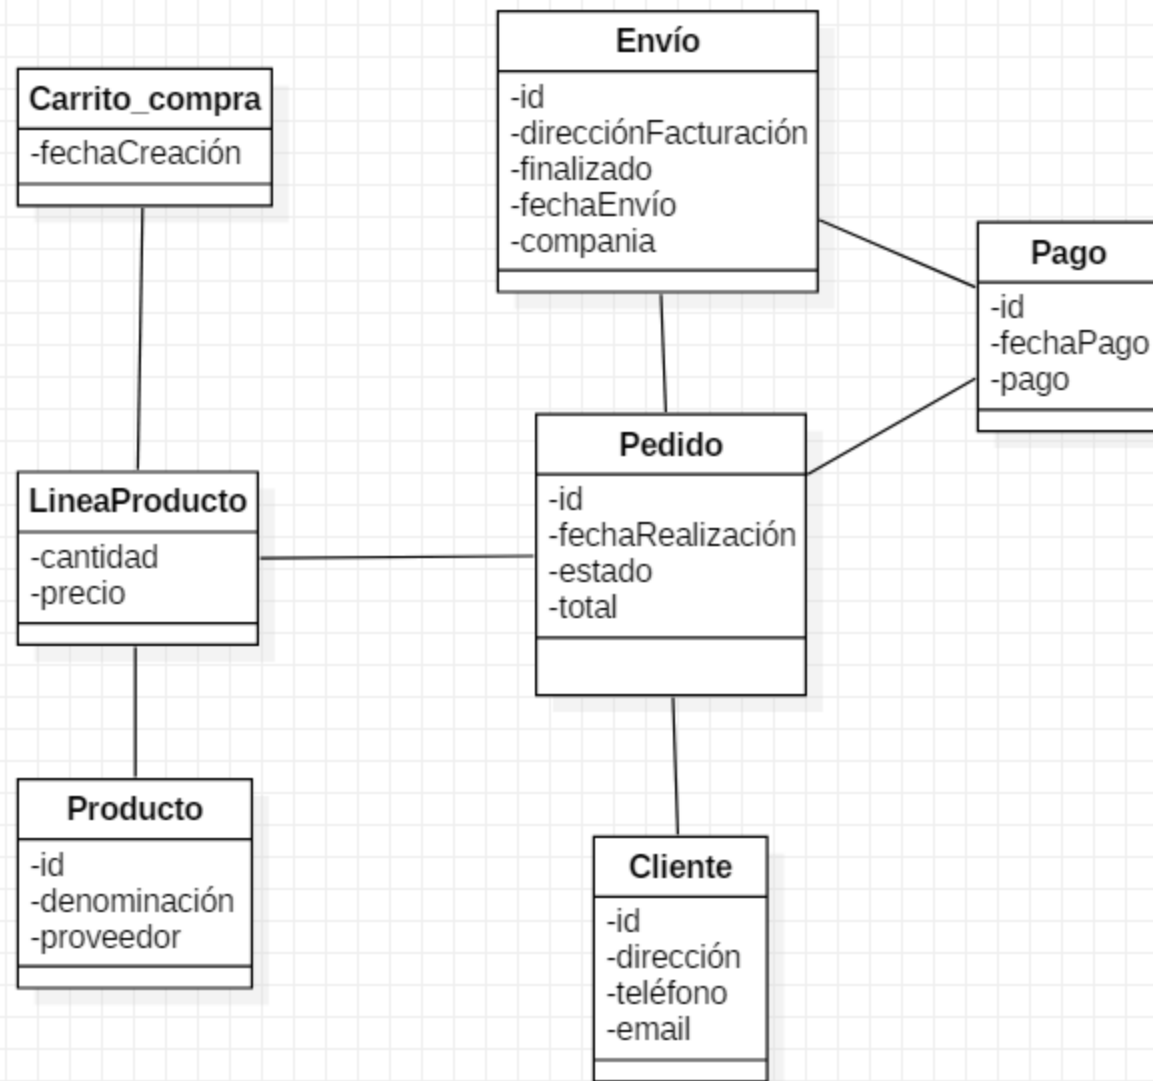 Carrito_compra
-fechaCreación
Envío
-id
-direcciónFacturación
-finalizado
-fechaEnvío
-compania
Pago
-id
-fechaPago
-pago
LineaProducto
-cantidad
-precio
Pedido
-id
-fechaRealización
-estado
-total
Producto
-id
-denominación
-proveedor
Cliente
-id
-dirección
-teléfono
-email